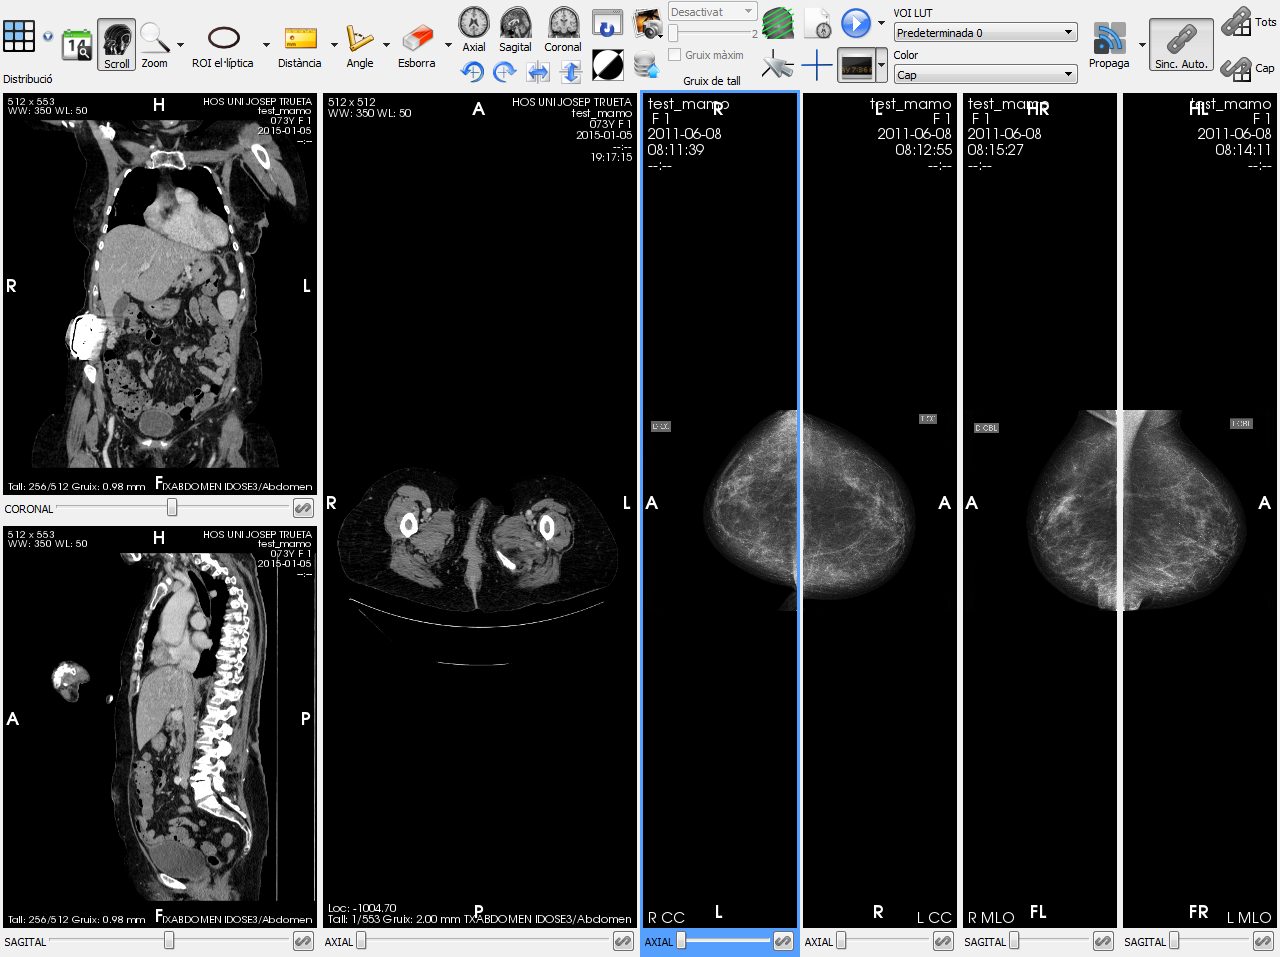 Distribució
14
Scroll
Zoom
ROI el·líptica
Distància
Angle
Esborra
Axial
Sagital
Coronal
Desactivat
2
Gruix màxim
Gruix de tall
VOI LUT
Predeterminada 0
Color
Cap
Propaga
Sinc. Auto.
Tots
Cap
512 x 553
WW: 350 WL: 50
H
HOS UNI JOSEP TRUETA
test_mamo
073Y F 1
2015-01-05
--:--
R
L
Tall: 256/512 Gruix: 0.98 mm
F
TXABDOMEN IDOSE3/Abdomen
CORONAL
512 x 553
WW: 350 WL: 50
H
HOS UNI JOSEP TRUETA
test_mamo
073Y F 1
2015-01-05
--:--
A
P
Tall: 256/512 Gruix: 0.98 mm
F
TXABDOMEN IDOSE3/Abdomen
SAGITAL
512 x 512
WW: 350 WL: 50
A
HOS UNI JOSEP TRUETA
test_mamo
073Y F 1
2015-01-05
--:--
19:17:15
R
L
Loc: -1004.70
P
Tall: 1/553 Gruix: 2.00 mm
TXABDOMEN IDOSE3/Abdomen
AXIAL
test_mamo
R
F 1
2011-06-08
08:11:39
--:--
D CC
A
R CC
L
AXIAL
test_mamo
L
F 1
2011-06-08
08:12:55
--:--
I CC
A
R
L CC
AXIAL
test_mamo
HR
F 1
2011-06-08
08:15:27
--:--
D OBL
A
R MLO
FL
SAGITAL
test_mamo
HL
F 1
2011-06-08
08:14:11
--:--
I OBL
A
FR
L MLO
SAGITAL